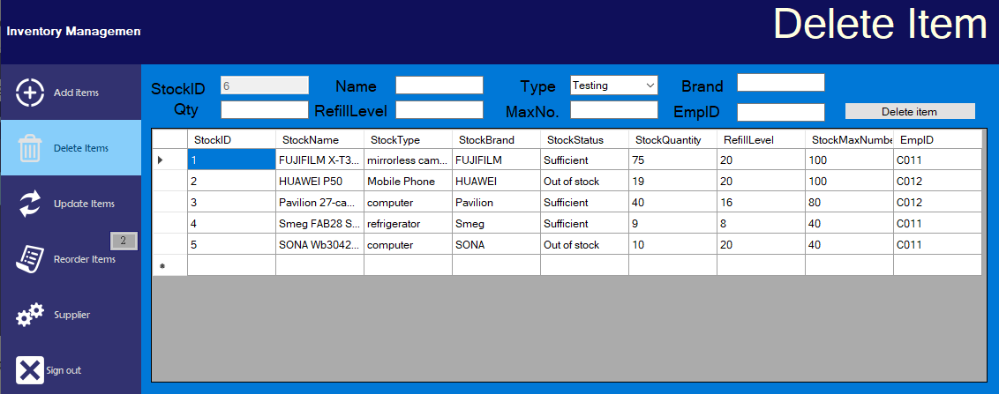 Inventory Managemen
Delete Item
Add items
Delete Items
Update Items
2
Reorder Items
Supplier
Sign out
StockID 6 Name Type Testing Brand
Qty RefillLevel MaxNo. EmpID Delete item
StockID StockName StockType StockBrand StockStatus StockQuantity RefillLevel StockMaxNumbe EmpID
1 FUJIFILM X-T3... mirrorless cam... FUJIFILM Sufficient 75 20 100 C011
2 HUAWEI P50 Mobile Phone HUAWEI Out of stock 19 20 100 C012
3 Pavilion 27-ca... computer Pavilion Sufficient 40 16 80 C012
4 Smeg FAB28 S... refrigerator Smeg Sufficient 9 8 40 C011
5 SONA Wb3042... computer SONA Out of stock 10 20 40 C011